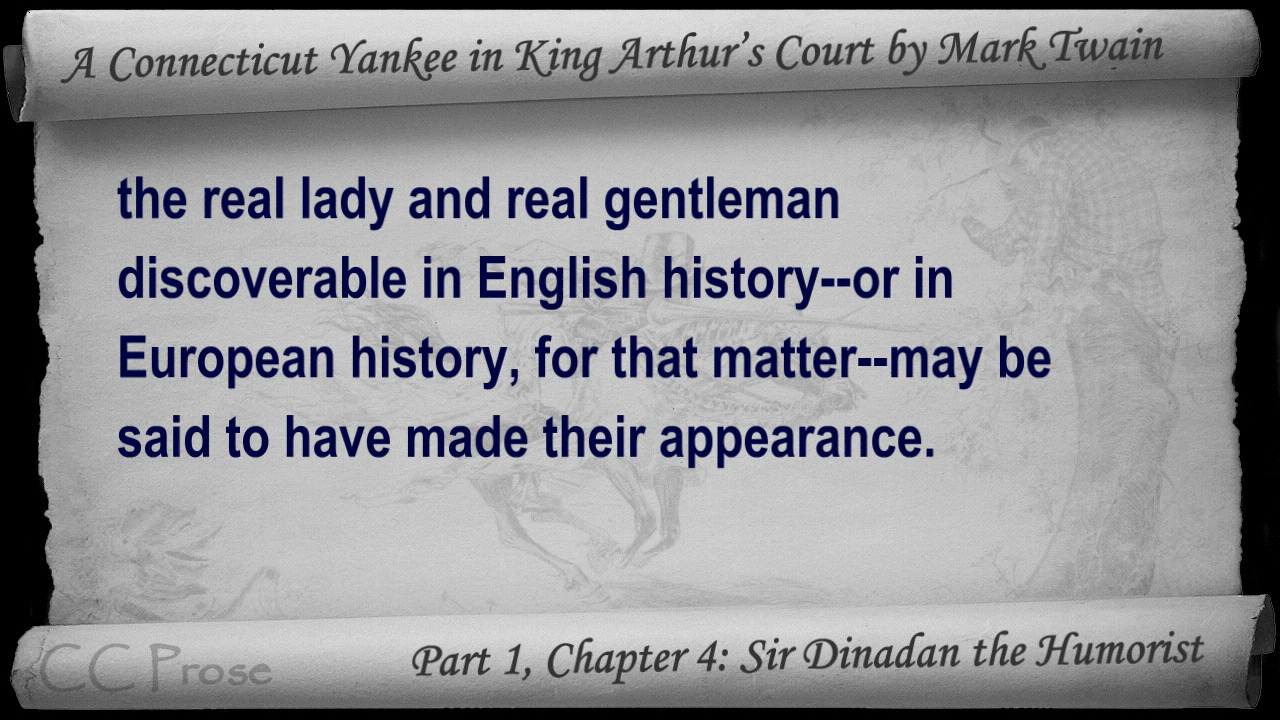 A Connecticut Yankee in King Arthur's Court by Mark Twain
the real lady and real gentleman
discoverable in English history--or in
European history, for that matter--may be
said to have made their appearance.
CC Prose
Part 1, Chapter 4: Sir Dinadan the Humorist